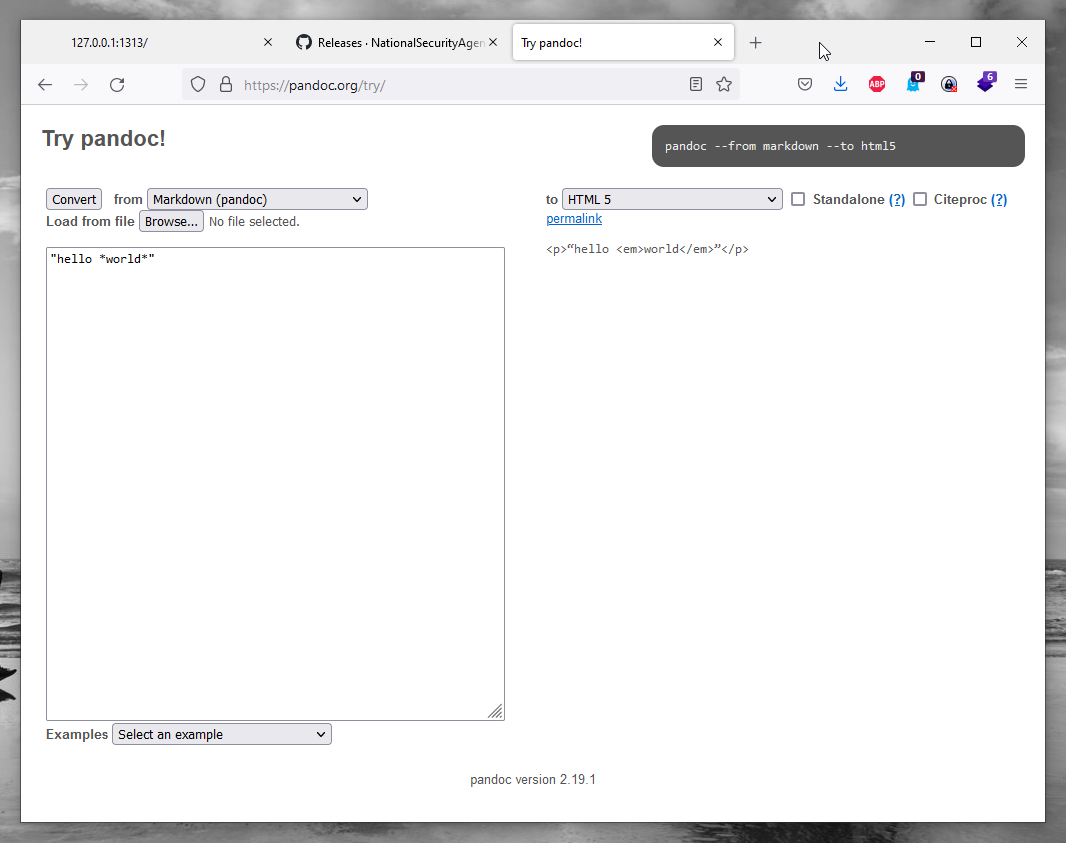 127.0.0.1:1313/
Releases · NationalSecurityAgen
Try pandoc!
https://pandoc.org/try/
ABP
0
6
Try pandoc!
pandoc --from markdown --to html5
Convert from Markdown (pandoc)
Load from file Browse... No file selected.
"hello *world*"
Examples Select an example
to HTML 5 Standalone (?) Citeproc (?)
permalink
<p>“hello <em>world</em>”</p>
pandoc version 2.19.1